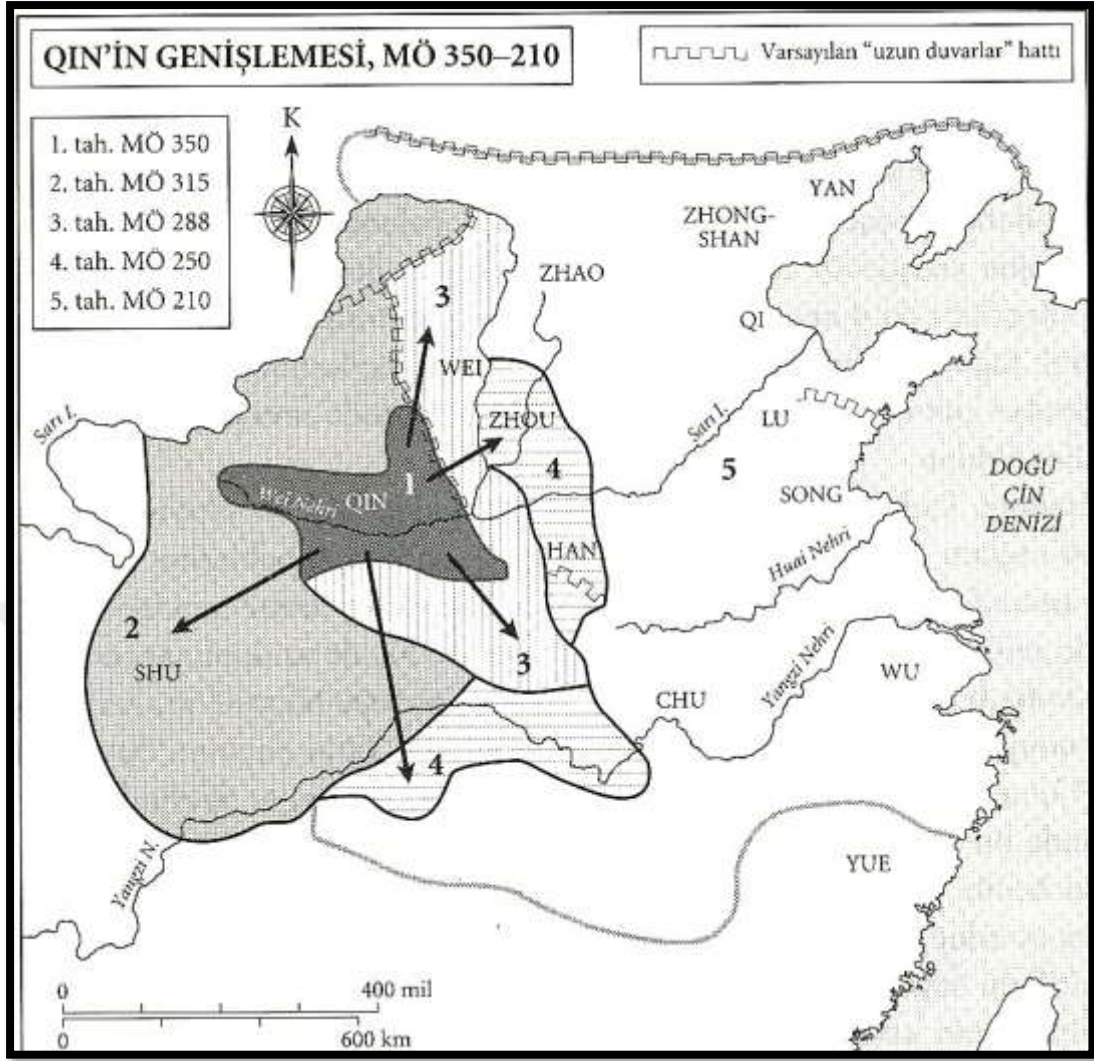 QIN'IN GENİŞLEMESİ, MÖ 350–210
Varsayılan "uzun duvarlar" hattı
1. tah. MÖ 350
2. tah. MÖ 315
3. tah. MÖ 288
4. tah. MÖ 250
5. tah. MÖ 210
K
YAN
ZHONG-
SHAN
ZHAO
3
QI
WEI
Sarı I.
ZHOU
Sarı I.
LU
4
5
1
DOĞU
ÇİN
DENİZİ
Wei Nehri
QIN
SONG
HAN
Huai Nehri
2
3
SHU
WU
CHU
Yangzi Nehri
4
Yangzi N.
YUE
0
400 mil
0
600 km